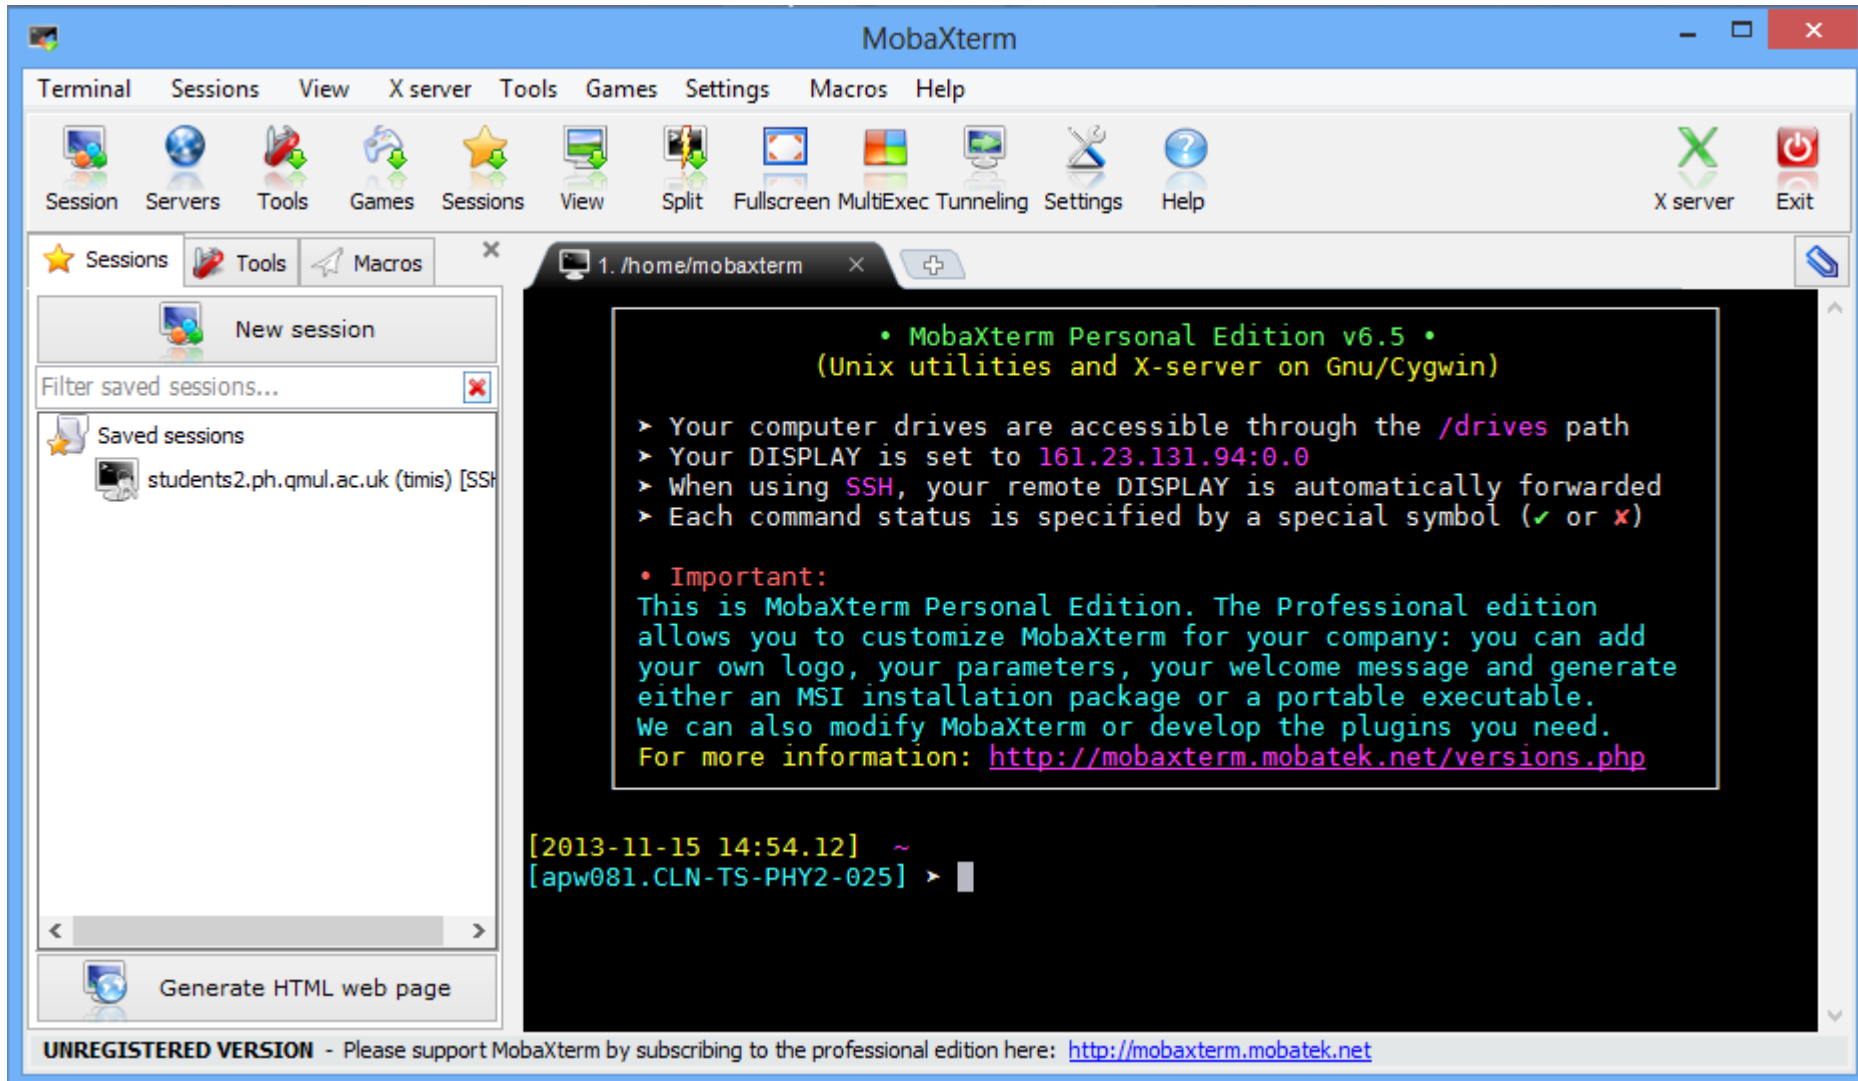 MobaXterm
Terminal Sessions View X server Tools Games Settings Macros Help
Session Servers Tools Games Sessions View Split Fullscreen MultiExec Tunneling Settings Help X server Exit
Sessions Tools Macros
1. /home/mobaxterm
New session
Filter saved sessions...
Saved sessions
students2.ph.qmul.ac.uk (timis) [SSH
• MobaXterm Personal Edition v6.5 •
(Unix utilities and X-server on Gnu/Cygwin)
➤ Your computer drives are accessible through the /drives path
➤ Your DISPLAY is set to 161.23.131.94:0.0
➤ When using SSH, your remote DISPLAY is automatically forwarded
➤ Each command status is specified by a special symbol (✔ or ✘)
• Important:
This is MobaXterm Personal Edition. The Professional edition
allows you to customize MobaXterm for your company: you can add
your own logo, your parameters, your welcome message and generate
either an MSI installation package or a portable executable.
We can also modify MobaXterm or develop the plugins you need.
For more information: http://mobaxterm.mobatek.net/versions.php
[2013-11-15 14:54.12] ~
[apw081.CLN-TS-PHY2-025] ➤
Generate HTML web page
UNREGISTERED VERSION - Please support MobaXterm by subscribing to the professional edition here: http://mobaxterm.mobatek.net